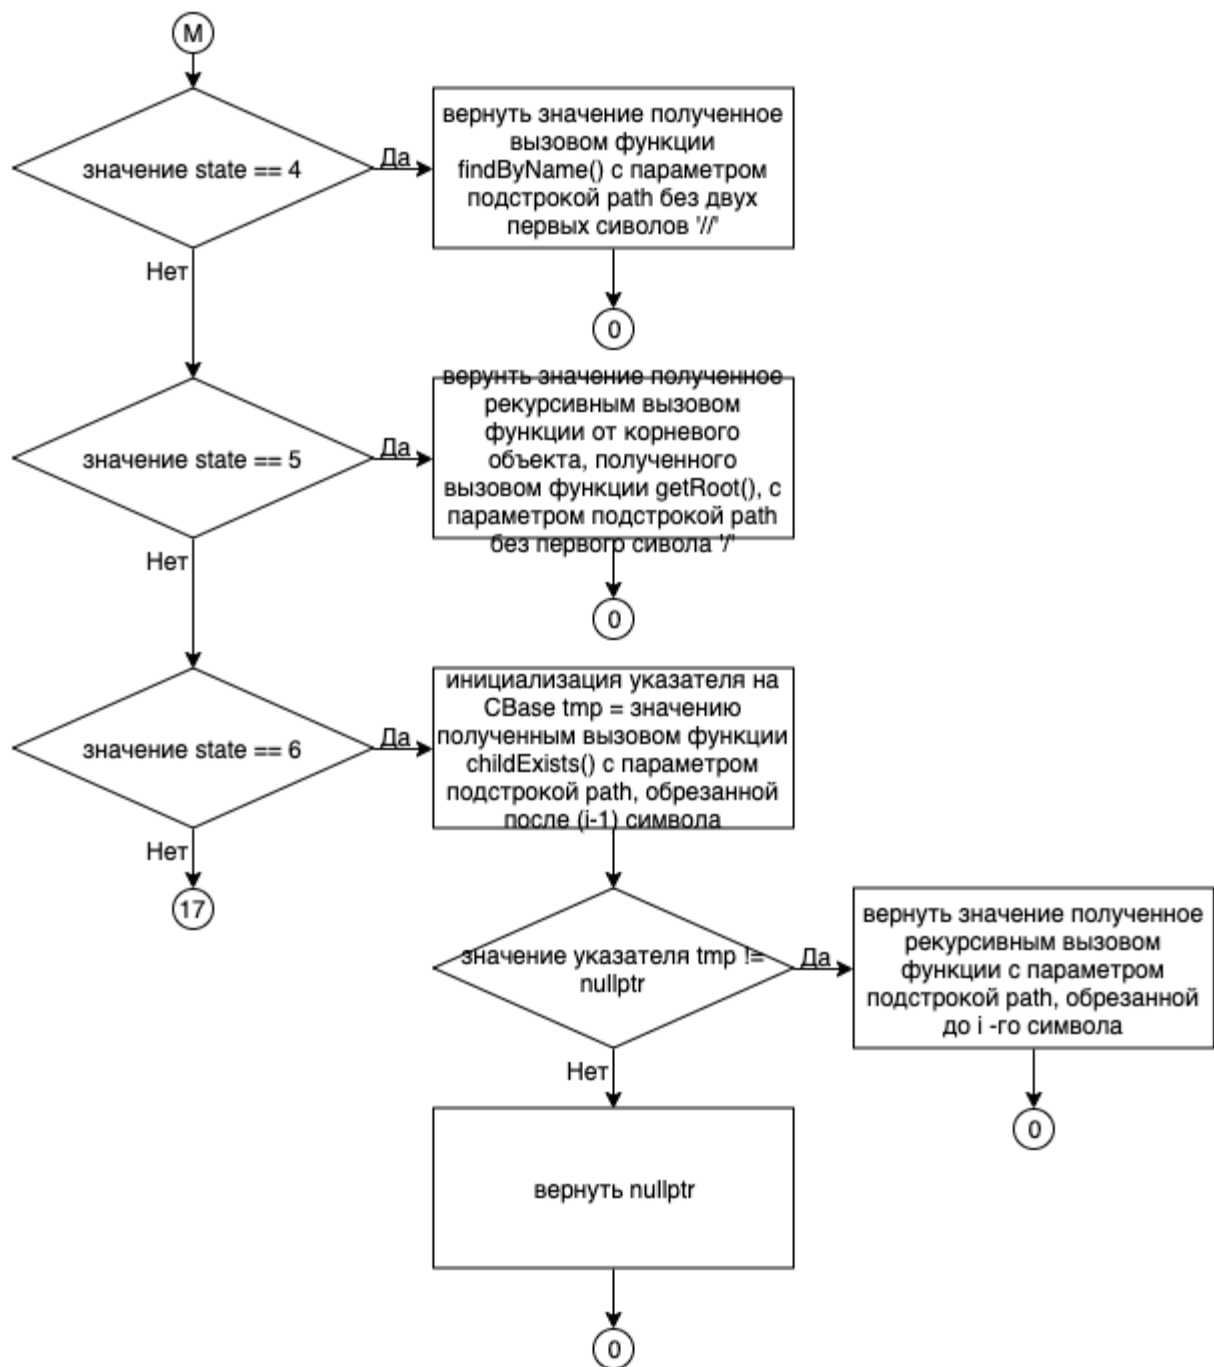 M
значение state == 4
Да
вернуть значение полученное
вызовом функции
findByName() с параметром
подстрокой path без двух
первых сиволов '//'
Нет
0
значение state == 5
Да
верунть значение полученное
рекурсивным вызовом
функции от корневого
объекта, полученного
вызовом функции getRoot(), с
параметром подстрокой path
без первого сивола '/'
Нет
0
значение state == 6
Да
инициализация указателя на
CBase tmp = значению
полученным вызовом функции
childExists() с параметром
подстрокой path, обрезанной
после (i-1) символа
Нет
17
значение указателя tmp !=
nullptr
Да
вернуть значение полученное
рекурсивным вызовом
функции с параметром
подстрокой path, обрезанной
до i -го символа
Нет
0
вернуть nullptr
0